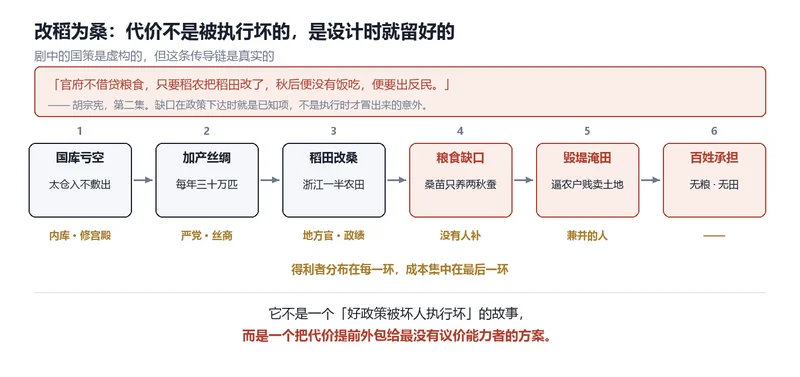 改稻为桑：代价不是被执行坏的，是设计时就留好的
剧中的国策是虚构的，但这条传导链是真实的
「官府不借贷粮食，只要稻农把稻田改了，秋后便没有饭吃，便要出反民。」
—— 胡宗宪，第二集。缺口在政策下达时就是已知项，不是执行时才冒出来的意外。
1
2
3
4
5
6
国库亏空
加产丝绸
稻田改桑
粮食缺口
毁堤淹田
百姓承担
太仓入不敷出
每年三十万匹
浙江一半农田
桑苗只养两秋蚕
逼农户贱卖土地
无粮 · 无田
内库 · 修宫殿
严党 · 丝商
地方官 · 政绩
没有人补
兼并的人
——
得利者分布在每一环，成本集中在最后一环
它不是一个「好政策被坏人执行坏」的故事，
而是一个把代价提前外包给最没有议价能力者的方案。